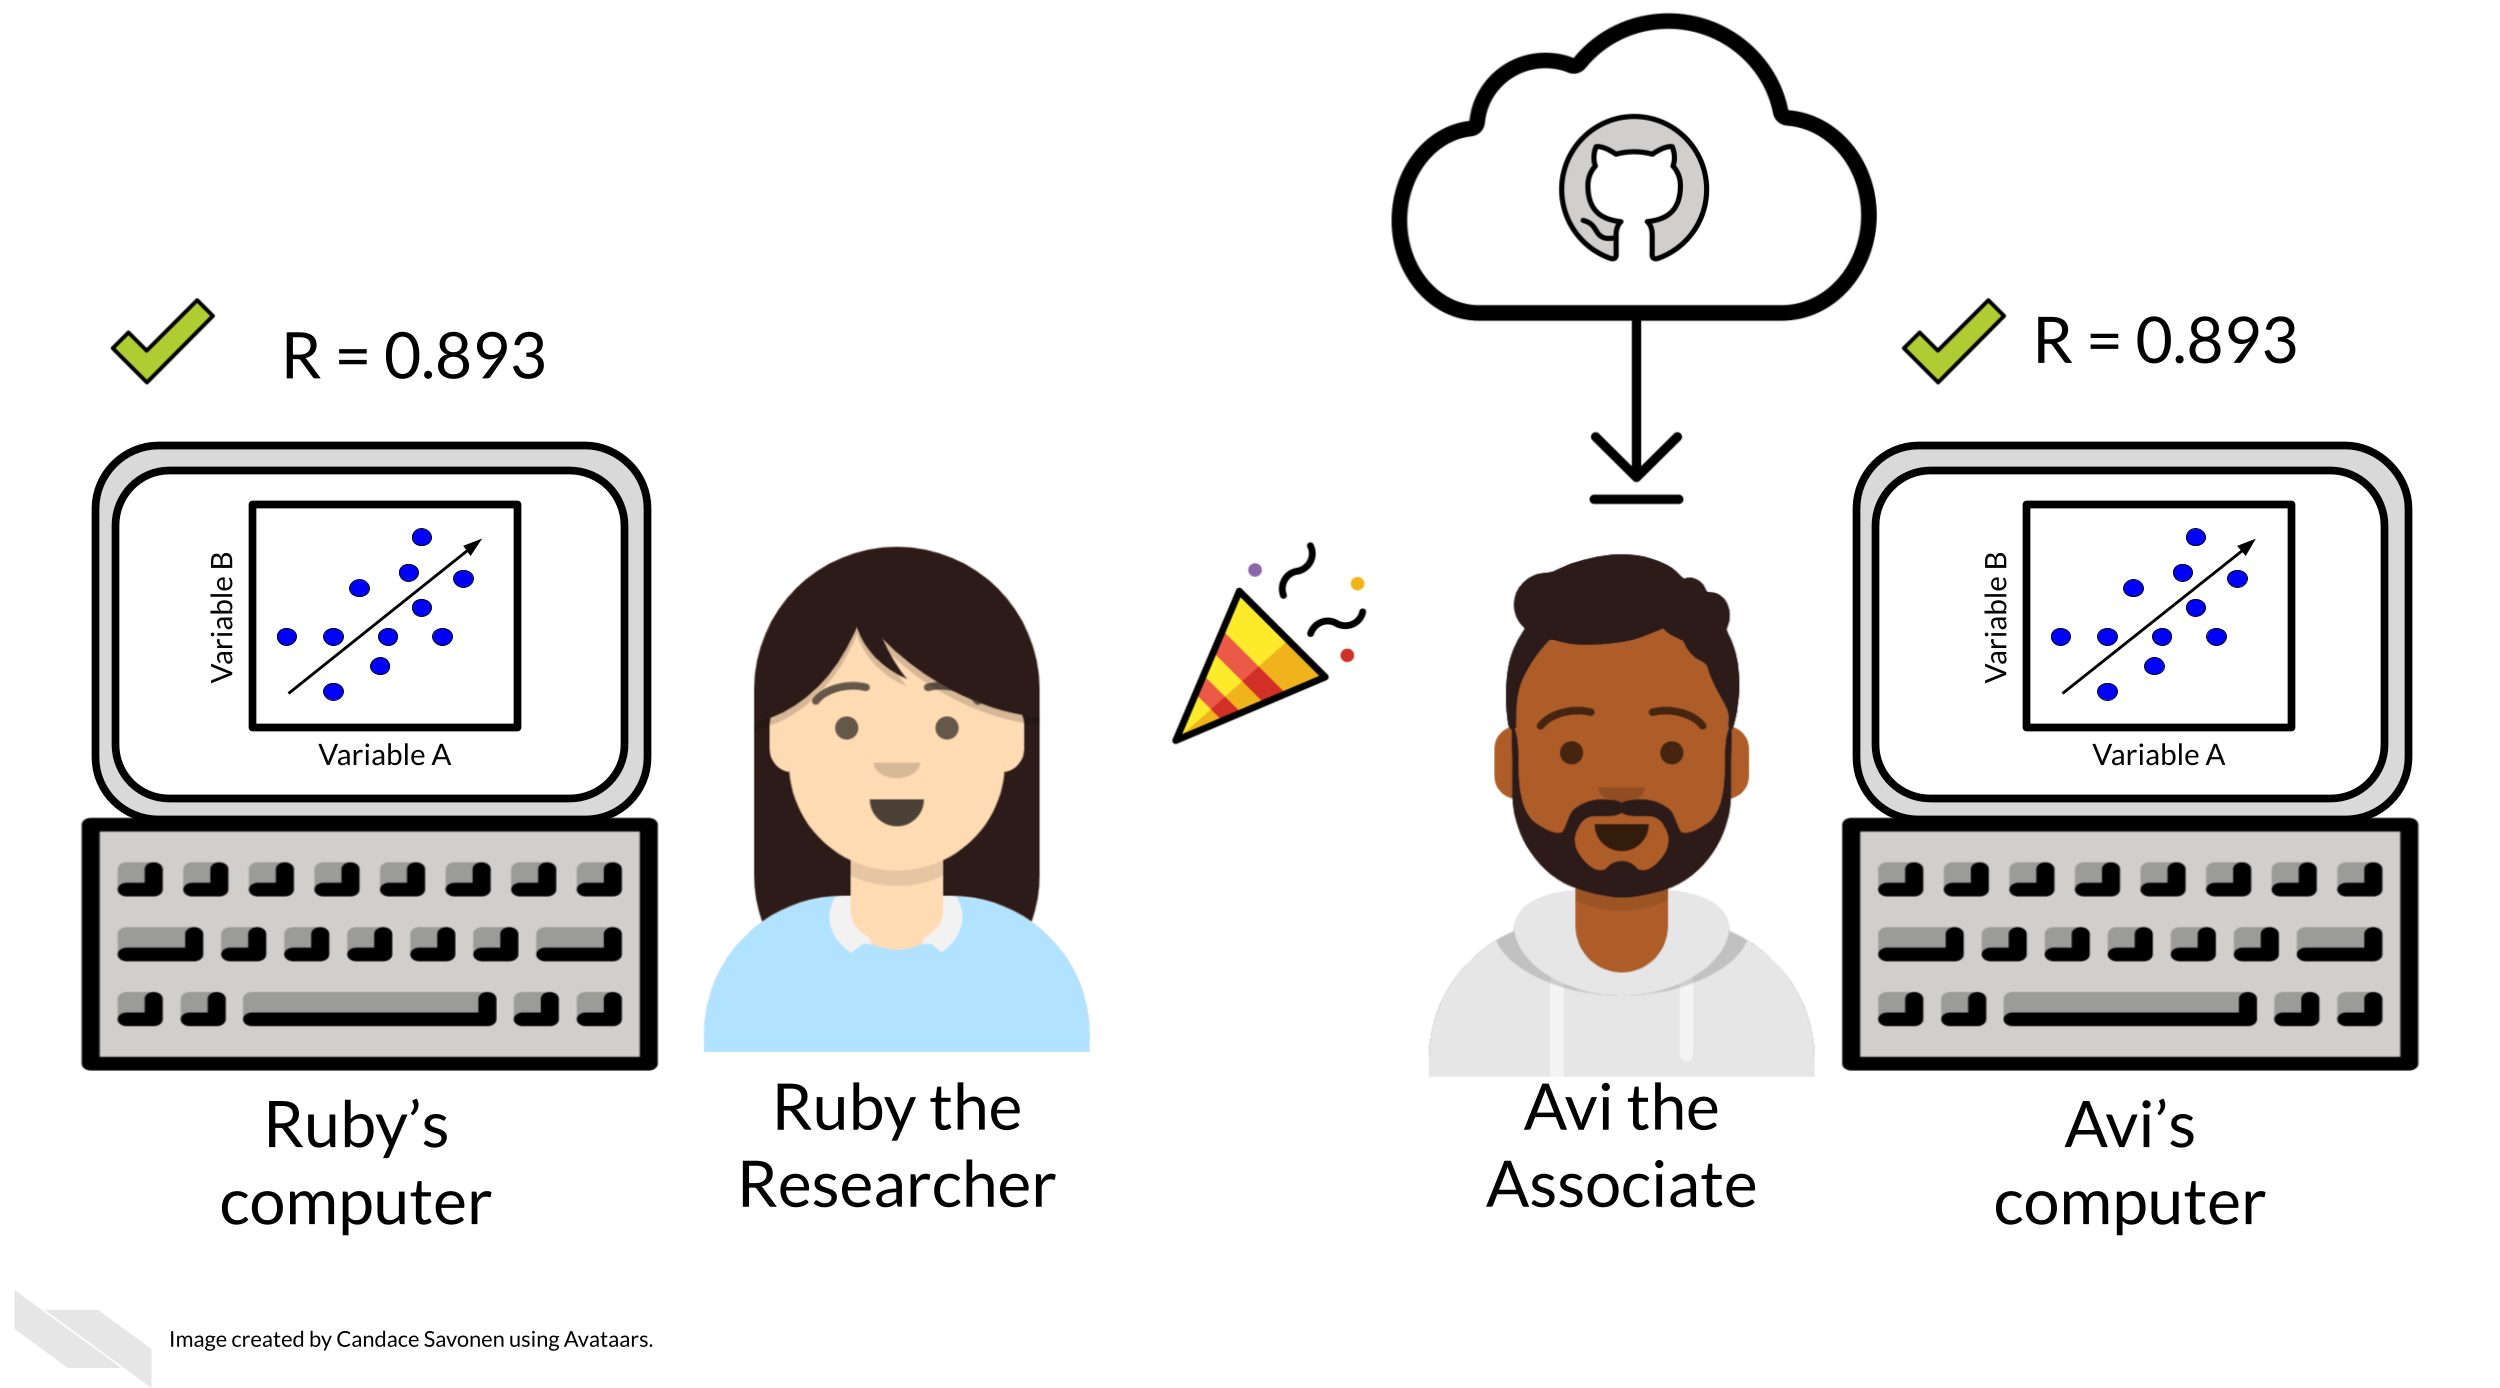 R = 0.893
R = 0.893
Variable B
Variable A
Variable B
Variable A
Ruby’s
computer
Ruby the
Researcher
Avi the
Associate
Avi’s
computer
Image created by Candace Savonen using Avataars.